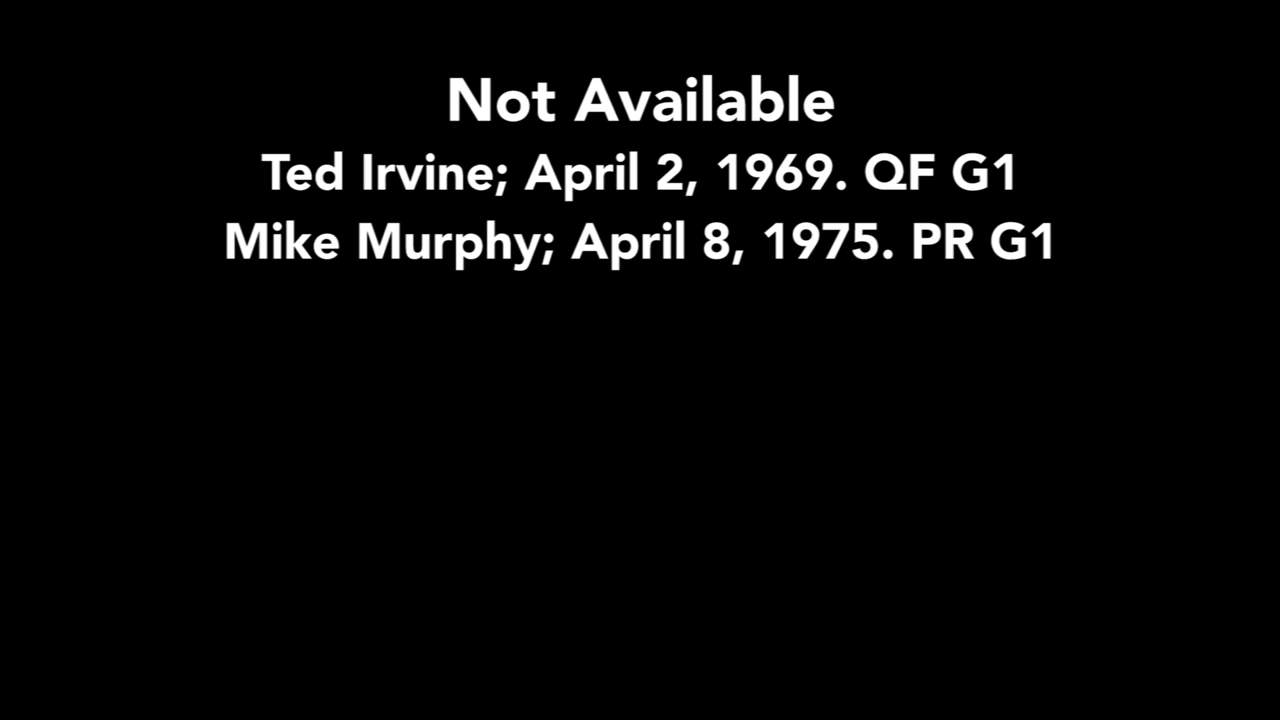 Not Available
Ted Irvine; April 2, 1969. QF G1
Mike Murphy; April 8, 1975. PR G1